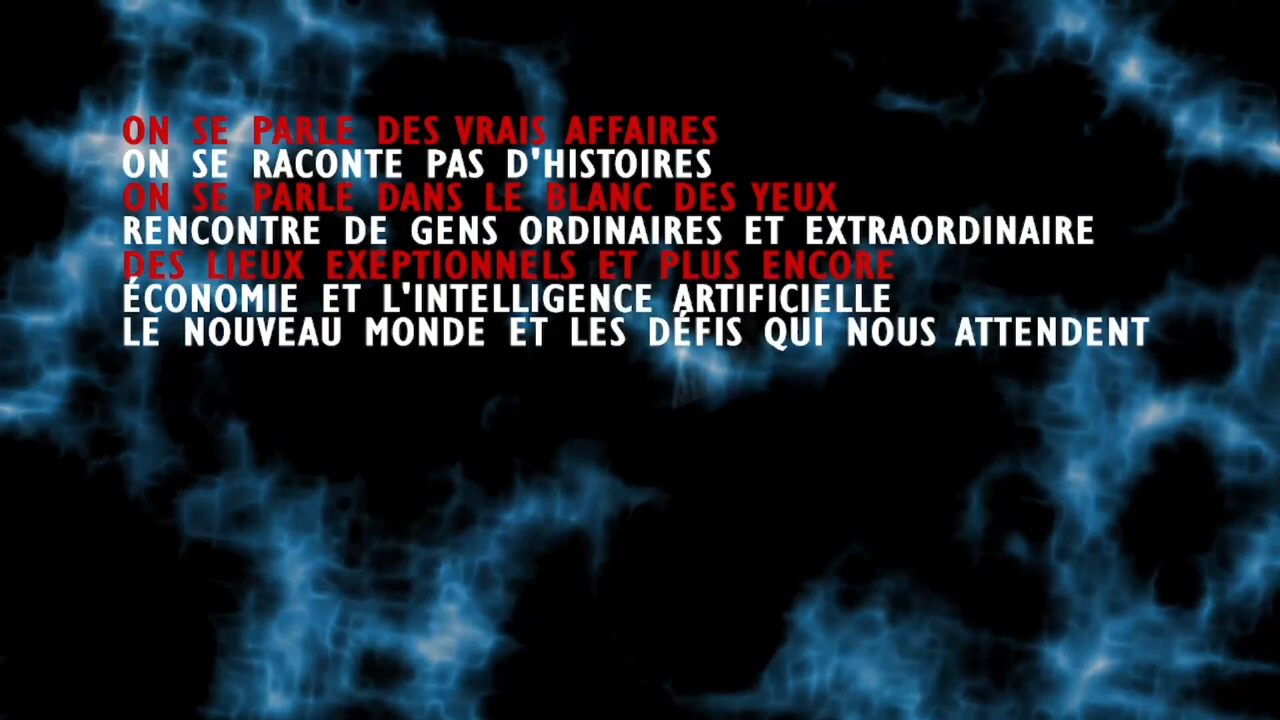 ON SE PARLE DES VRAIS AFFAIRES
ON SE RACONTE PAS D'HISTOIRES
ON SE PARLE DANS LE BLANC DES YEUX
RENCONTRE DE GENS ORDINAIRES ET EXTRAORDINAIRE
DES LIEUX EXEPTIONNELS ET PLUS ENCORE
ÉCONOMIE ET L'INTELLIGENCE ARTIFICIELLE
LE NOUVEAU MONDE ET LES DÉFIS QUI NOUS ATTENDENT